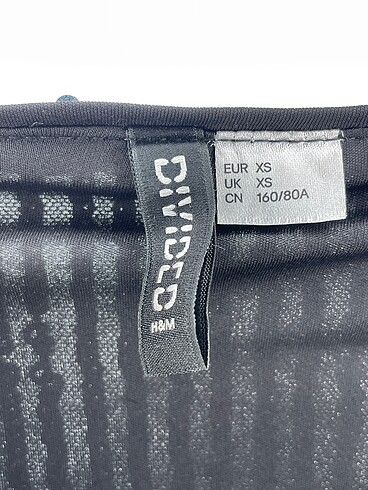 DIVIDED
H&M
EUR XS
UK XS
CN 160/80A